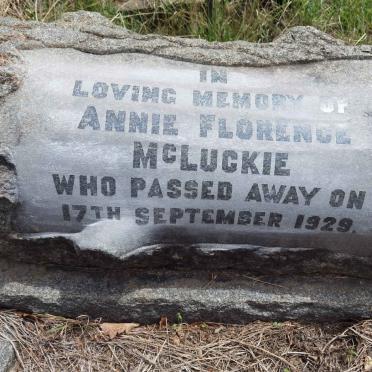 IN
LOVING MEMORY OF
ANNIE FLORENCE
McLUCKIE
WHO PASSED AWAY ON
17TH SEPTEMBER 1929.